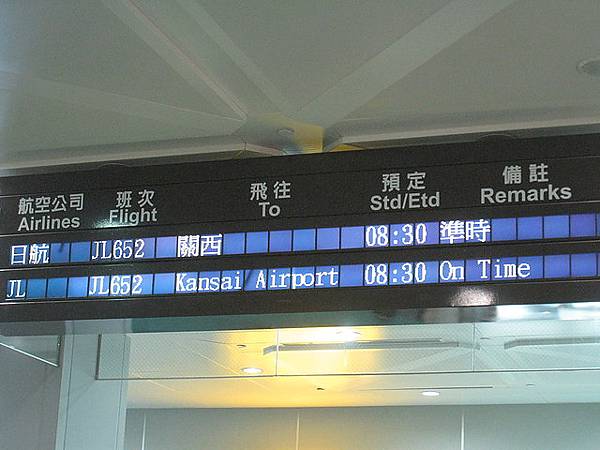 航空公司 班次 飛往 預定 備註
Airlines Flight To Std/Etd Remarks
日航 JL652 關西 08:30 準時
JL JL652 Kansai Airport 08:30 On Time